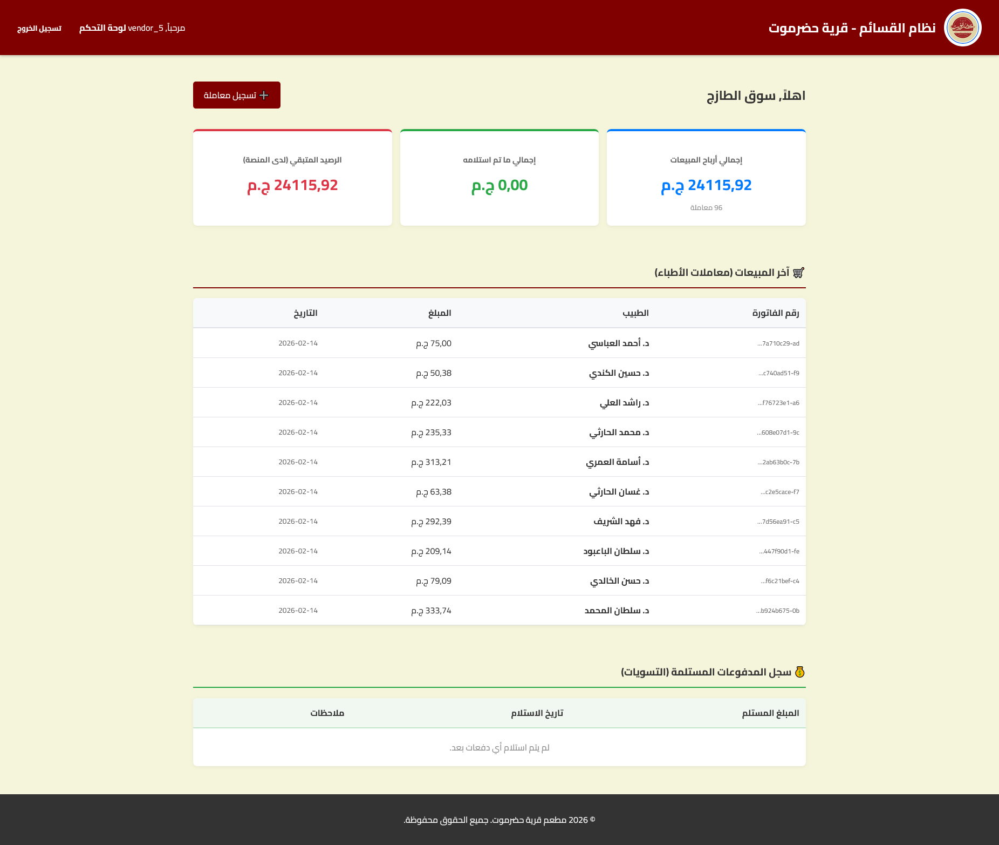 نظام القسائم - قرية حضرموت
مرحباً, vendor_5 لوحة التحكم
تسجيل الخروج
اهلاً, سوق الطازج
➕ تسجيل معاملة
إجمالي أرباح المبيعات
24115,92 ج.م
96 معاملة
إجمالي ما تم استلامه
0,00 ج.م
الرصيد المتبقي (لدى المنصة)
24115,92 ج.م
🛒 آخر المبيعات (معاملات الأطباء)
رقم الفاتورة الطبيب المبلغ التاريخ
7a710c29-ad... د. أحمد العباسي 75,00 ج.م 2026-02-14
c740ad51-f9... د. حسين الكندي 50,38 ج.م 2026-02-14
f76723e1-a6... د. راشد العلي 222,03 ج.م 2026-02-14
608e07d1-9c... د. محمد الحارثي 235,33 ج.م 2026-02-14
2ab63b0c-7b... د. أسامة العمري 313,21 ج.م 2026-02-14
c2e5cace-f7... د. غسان الحارثي 63,38 ج.م 2026-02-14
7d56ea91-c5... د. فهد الشريف 292,39 ج.م 2026-02-14
447f90d1-fe... د. سلطان الباعبود 209,14 ج.م 2026-02-14
f6c21bef-c4... د. حسن الخالدي 79,09 ج.م 2026-02-14
b924b675-0b... د. سلطان المحمد 333,74 ج.م 2026-02-14
💰 سجل المدفوعات المستلمة (التسويات)
المبلغ المستلم تاريخ الاستلام ملاحظات
لم يتم استلام أي دفعات بعد.
© 2026 مطعم قرية حضرموت. جميع الحقوق محفوظة.